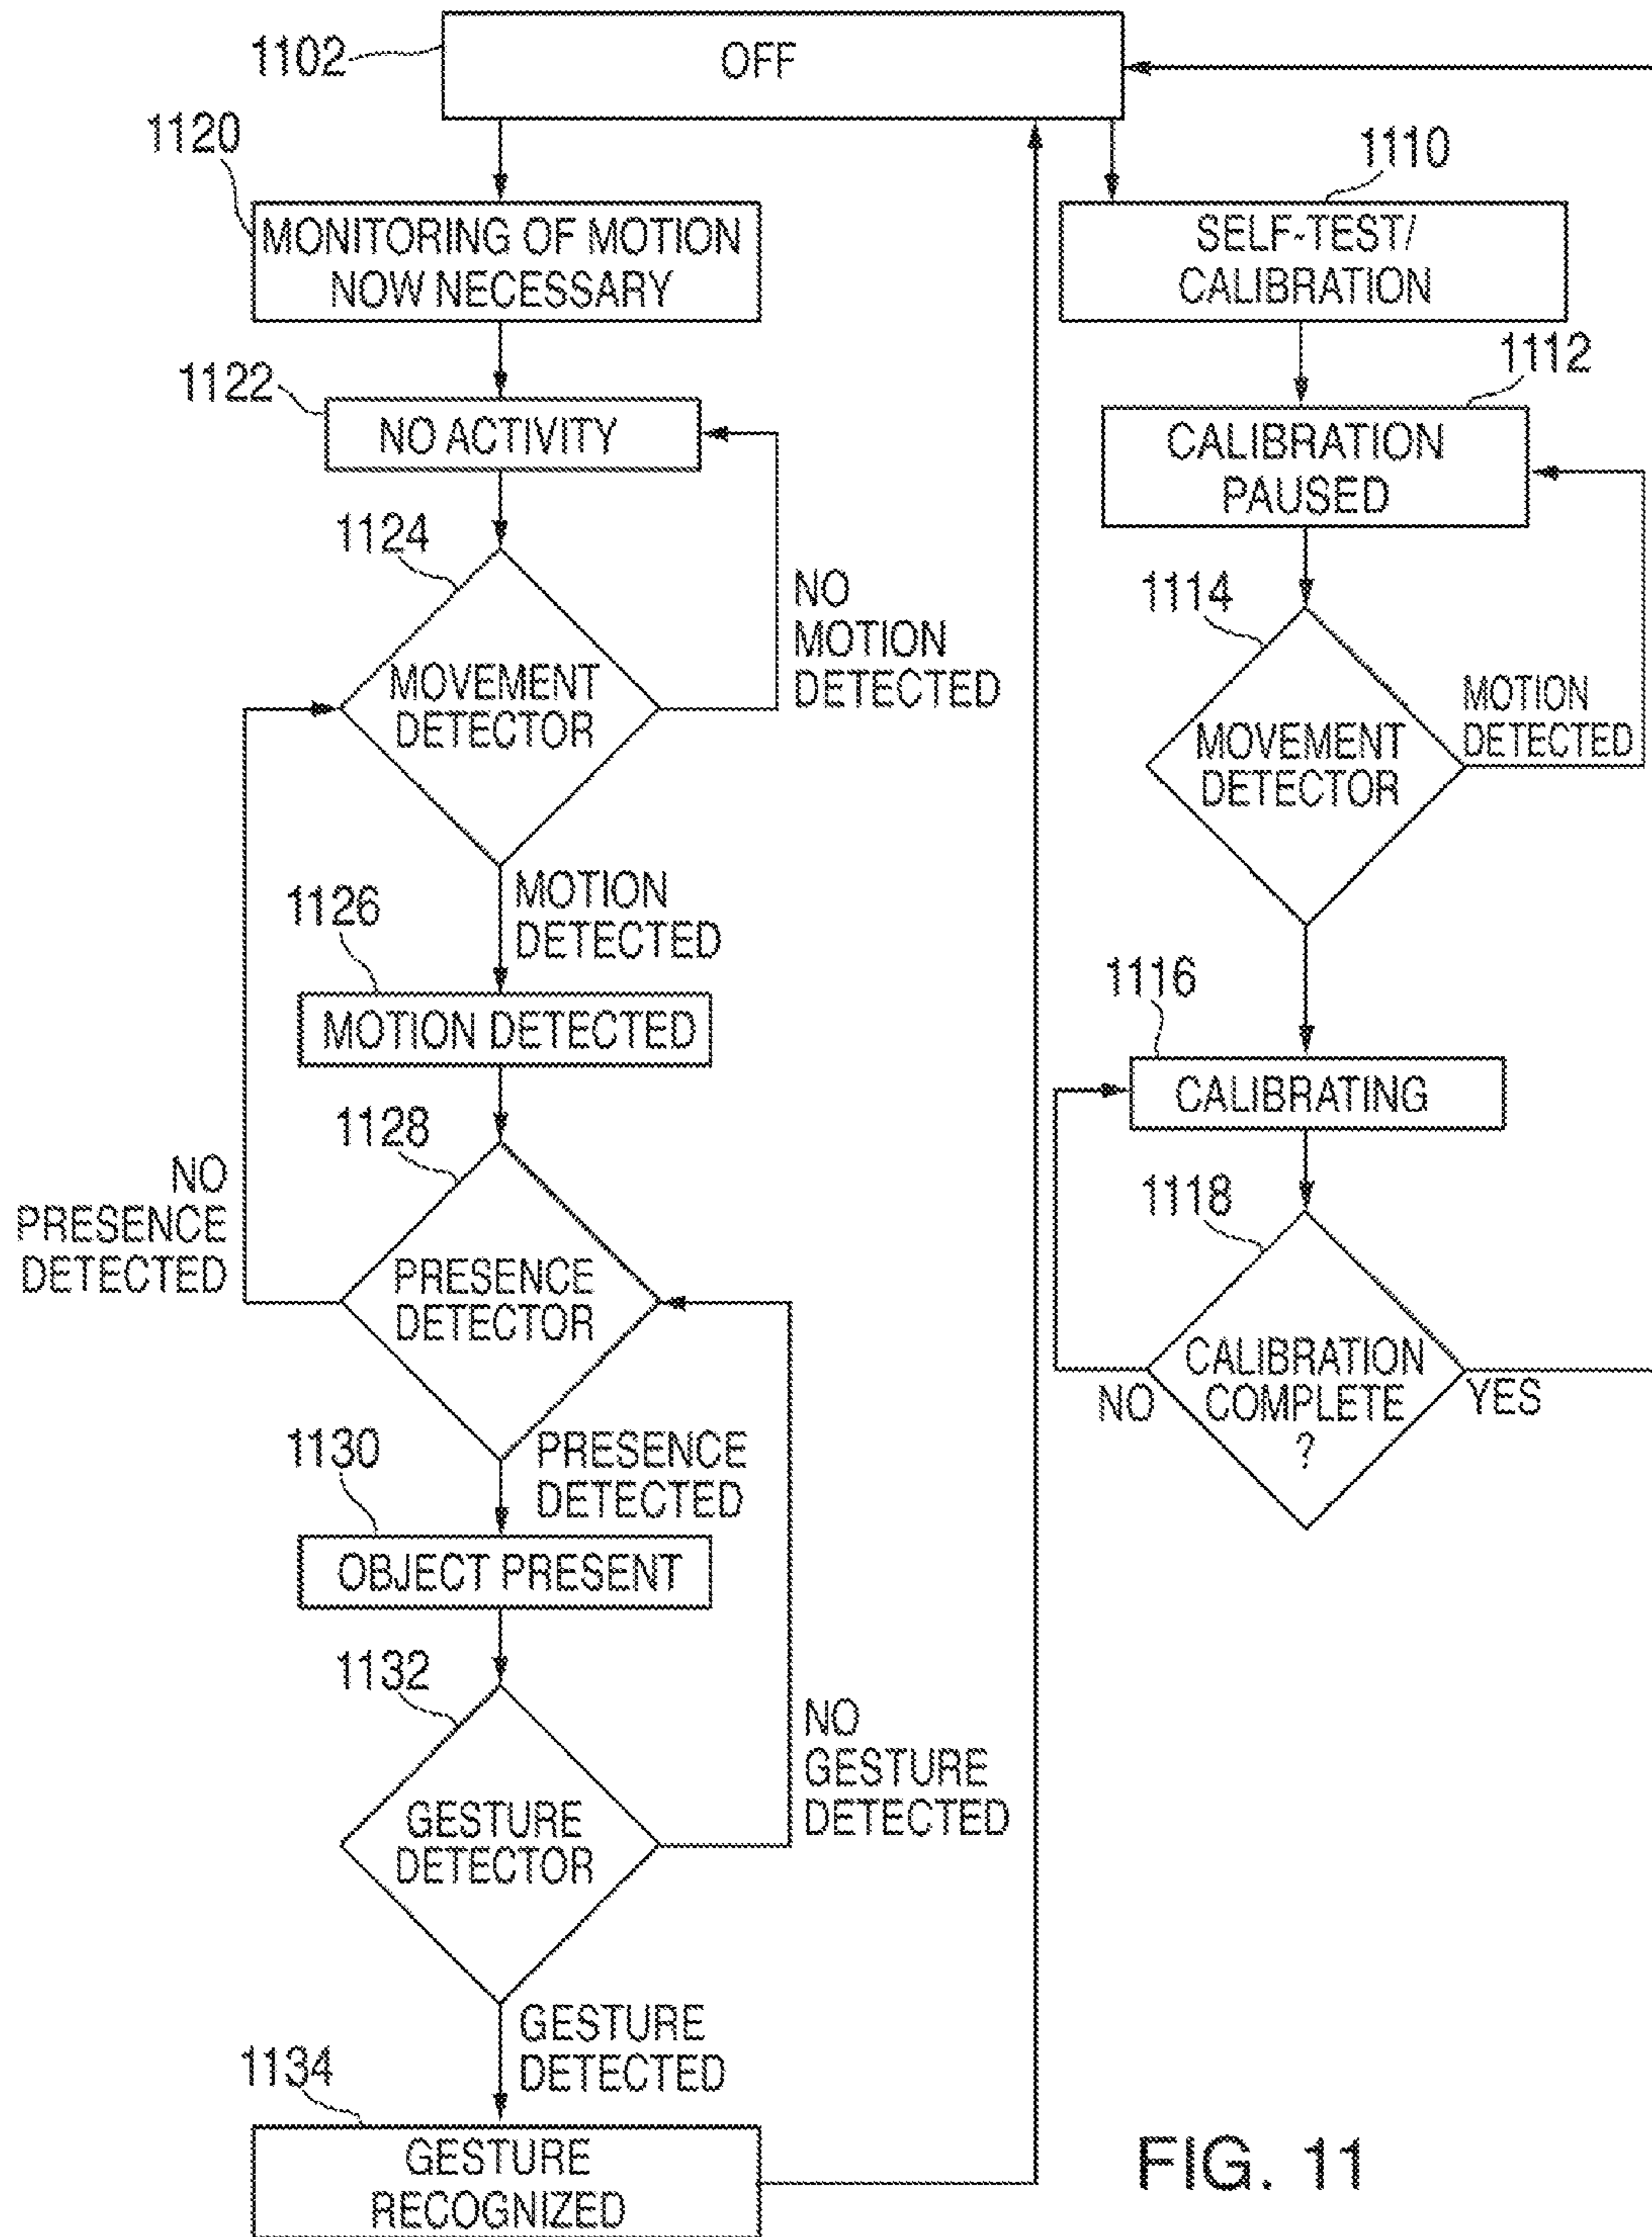 1102
OFF
1120
MONITORING OF MOTION
NOW NECESSARY
1122
NO ACTIVITY
1124
MOVEMENT
DETECTOR
NO
MOTION
DETECTED
MOTION
DETECTED
1126
MOTION DETECTED
1128
PRESENCE
DETECTOR
NO
PRESENCE
DETECTED
PRESENCE
DETECTED
1130
OBJECT PRESENT
1132
GESTURE
DETECTOR
NO
GESTURE
DETECTED
GESTURE
DETECTED
1134
GESTURE
RECOGNIZED
1110
SELF-TEST/
CALIBRATION
1112
CALIBRATION
PAUSED
1114
MOVEMENT
DETECTOR
MOTION
DETECTED
1116
CALIBRATING
1118
CALIBRATION
COMPLETE
?
NO
YES
FIG. 11